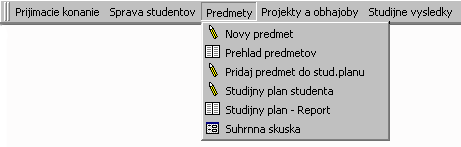 Prijimacie konanie Sprava studentov Predmety Projekty a obhajoby Studijne vysledky
Novy predmet
Prehlad predmetov
Pridaj predmet do stud.planu
Studijny plan studenta
Studijny plan - Report
Suhrnna skuska